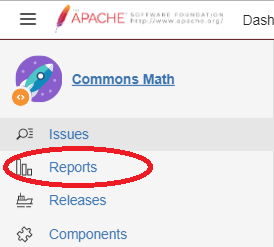 THE
APACHE SOFTWARE FOUNDATION
http://www.apache.org/
Dash
Commons Math
Issues
Reports
Releases
Components